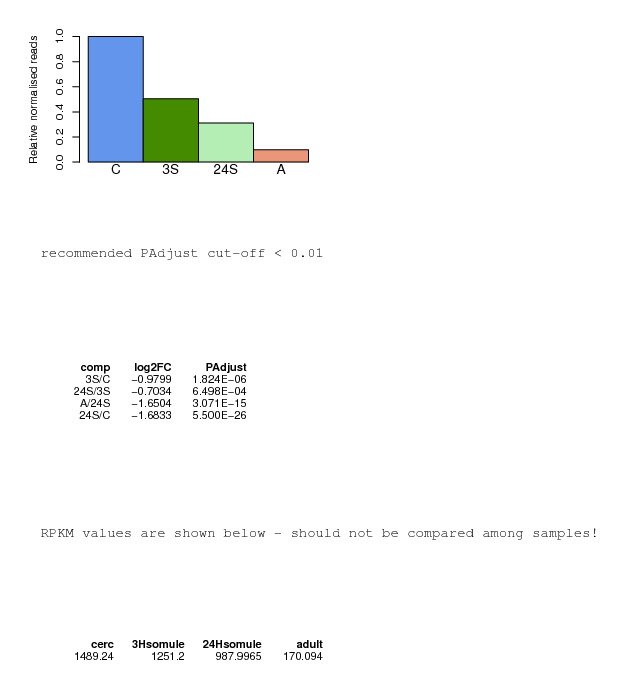 Relative normalised reads
1.0
0.8
0.6
0.4
0.2
0.0
C 3S 24S A
recommended PAdjust cut-off < 0.01
comp log2FC PAdjust
3S/C −0.9799 1.824E−06
24S/3S −0.7034 6.498E−04
A/24S −1.6504 3.071E−15
24S/C −1.6833 5.500E−26
RPKM values are shown below - should not be compared among samples!
cerc 3Hsomule 24Hsomule adult
1489.24 1251.2 987.9965 170.094